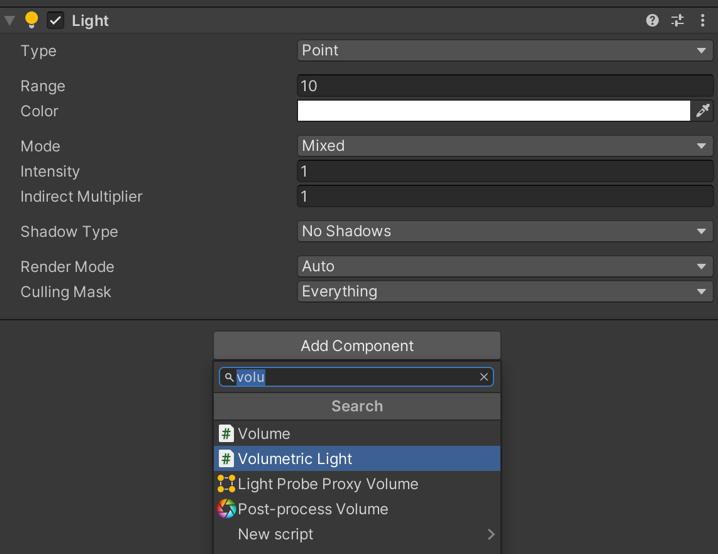 Light
Type Point
Range 10
Color
Mode Mixed
Intensity 1
Indirect Multiplier 1
Shadow Type No Shadows
Render Mode Auto
Culling Mask Everything
Add Component
volu
Search
Volume
Volumetric Light
Light Probe Proxy Volume
Post-process Volume
New script